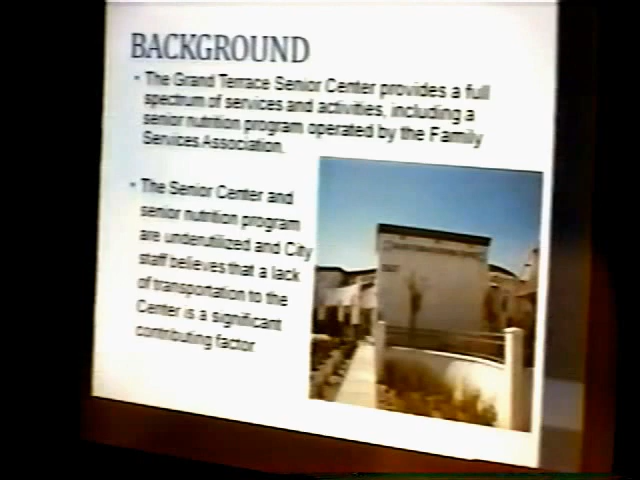 BACKGROUND
• The Grand Terrace Senior Center provides a full
spectrum of services and activities, including a
senior nutrition program operated by the Family
Services Association.
• The Senior Center and
senior nutrition program
are underutilized and City
staff believes that a lack
of transportation to the
Center is a significant
contributing factor